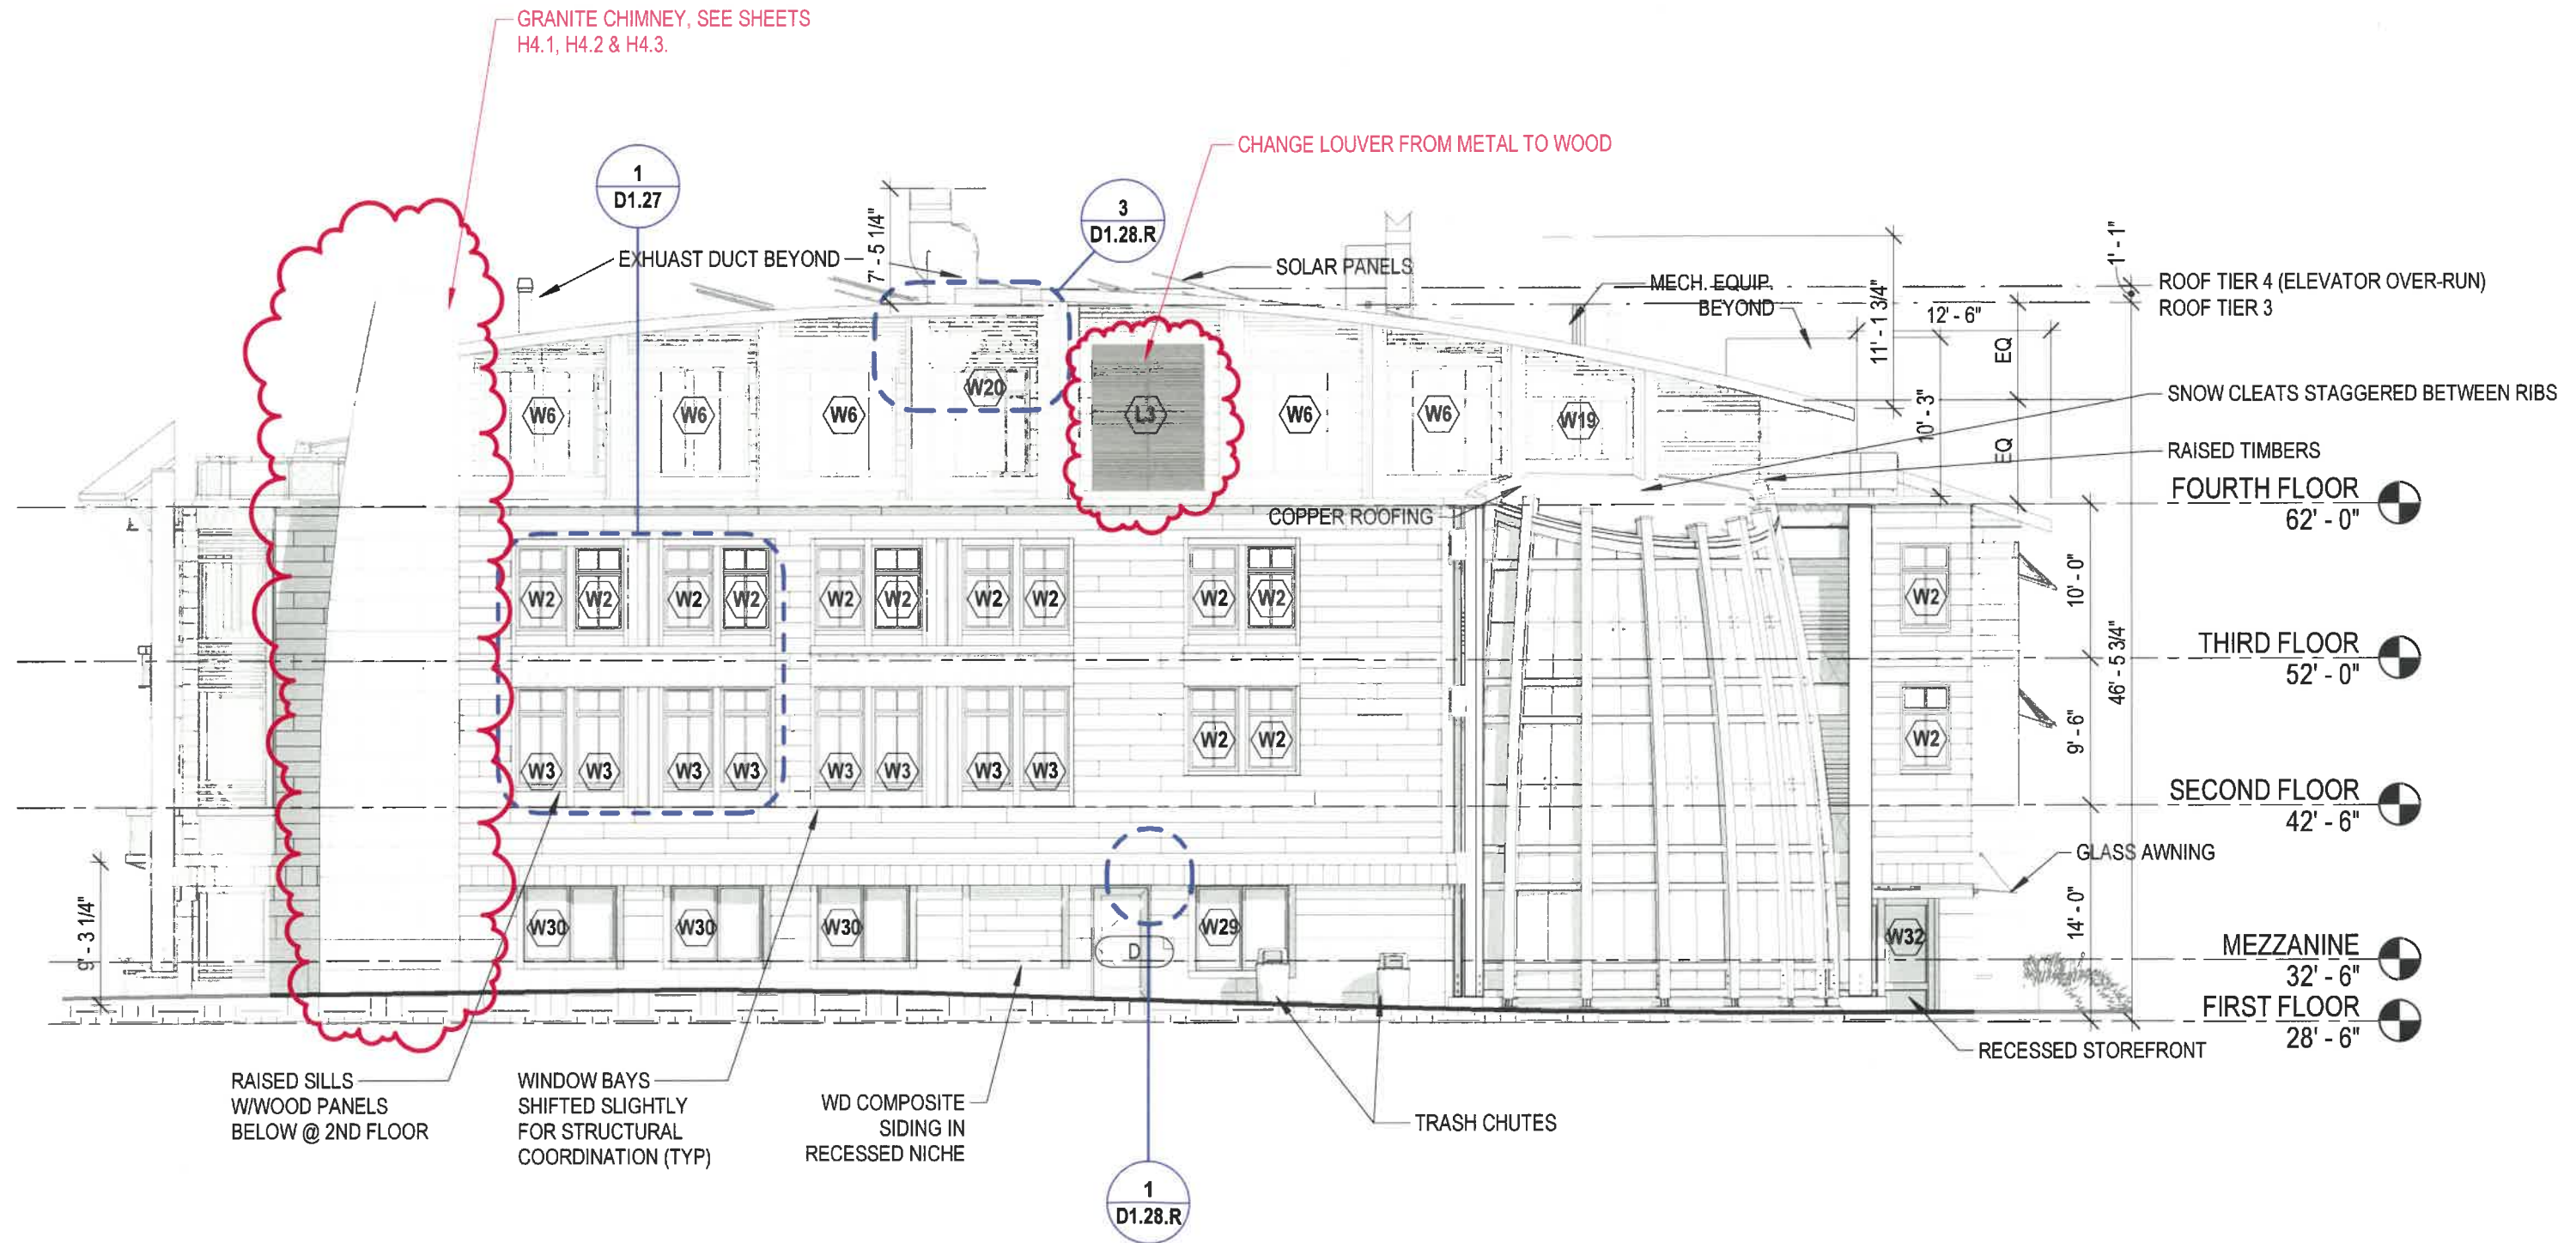 GRANITE CHIMNEY, SEE SHEETS
H4.1, H4.2 & H4.3.
CHANGE LOUVER FROM METAL TO WOOD
1
D1.27
3
D1.28.R
7' - 5 1/4"
EXHUAST DUCT BEYOND
SOLAR PANELS
MECH. EQUIP.
BEYOND
11' - 1 3/4"
12' - 6"
1' - 1"
ROOF TIER 4 (ELEVATOR OVER-RUN)
ROOF TIER 3
EQ
EQ
10' - 3"
SNOW CLEATS STAGGERED BETWEEN RIBS
RAISED TIMBERS
W6
W6
W6
W20
L3
W6
W6
W19
COPPER ROOFING
FOURTH FLOOR
62' - 0"
W2
W2
W2
W2
W2
W2
W2
W2
W2
W2
W2
10' - 0"
THIRD FLOOR
52' - 0"
46' - 5 3/4"
W3
W3
W3
W3
W3
W3
W3
W3
W2
W2
W2
9' - 6"
SECOND FLOOR
42' - 6"
GLASS AWNING
9' - 3 1/4"
W30
W30
W30
D
W29
W32
14' - 0"
MEZZANINE
32' - 6"
FIRST FLOOR
28' - 6"
RECESSED STOREFRONT
RAISED SILLS
W/WOOD PANELS
BELOW @ 2ND FLOOR
WINDOW BAYS
SHIFTED SLIGHTLY
FOR STRUCTURAL
COORDINATION (TYP)
WD COMPOSITE
SIDING IN
RECESSED NICHE
TRASH CHUTES
1
D1.28.R